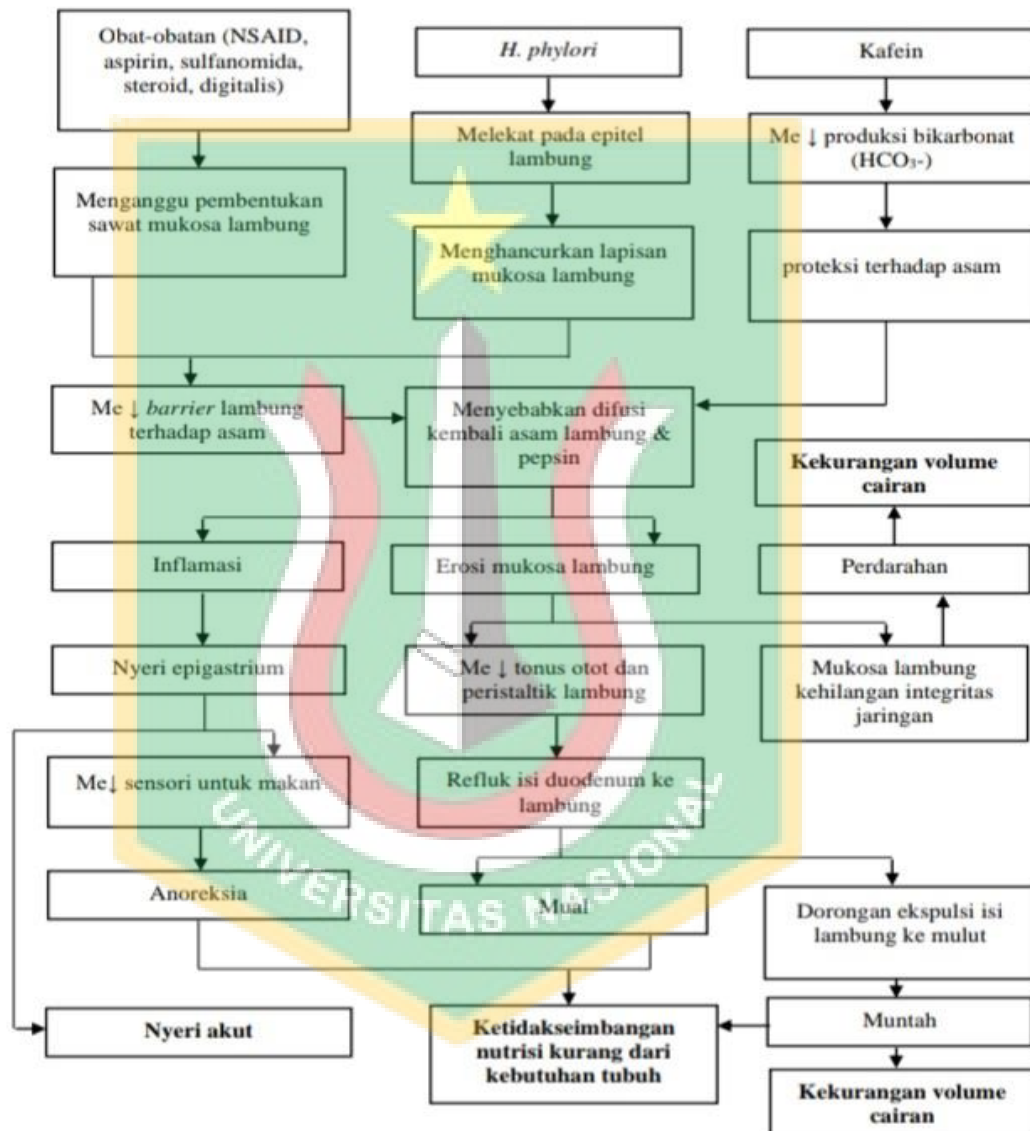 Obat-obatan (NSAID,
aspirin, sulfanomida,
steroid, digitalis)
H. phylori
Kafein
Melekat pada epitel
lambung
Me ↓ produksi bikarbonat
(HCO₃-)
Menganggu pembentukan
sawat mukosa lambung
Menghancurkan lapisan
mukosa lambung
proteksi terhadap asam
Me ↓ barrier lambung
terhadap asam
Menyebabkan difusi
kembali asam lambung &
pepsin
Kekurangan volume
cairan
Inflamasi
Erosi mukosa lambung
Perdarahan
Nyeri epigastrium
Me ↓ tonus otot dan
peristaltik lambung
Mukosa lambung
kehilangan integritas
jaringan
Me↓ sensori untuk makan
Refluk isi duodenum ke
lambung
Anoreksia
Mual
Dorongan ekspulsi isi
lambung ke mulut
Nyeri akut
Ketidakseimbangan
nutrisi kurang dari
kebutuhan tubuh
Muntah
Kekurangan volume
cairan
UNIVERSITAS NASIONAL